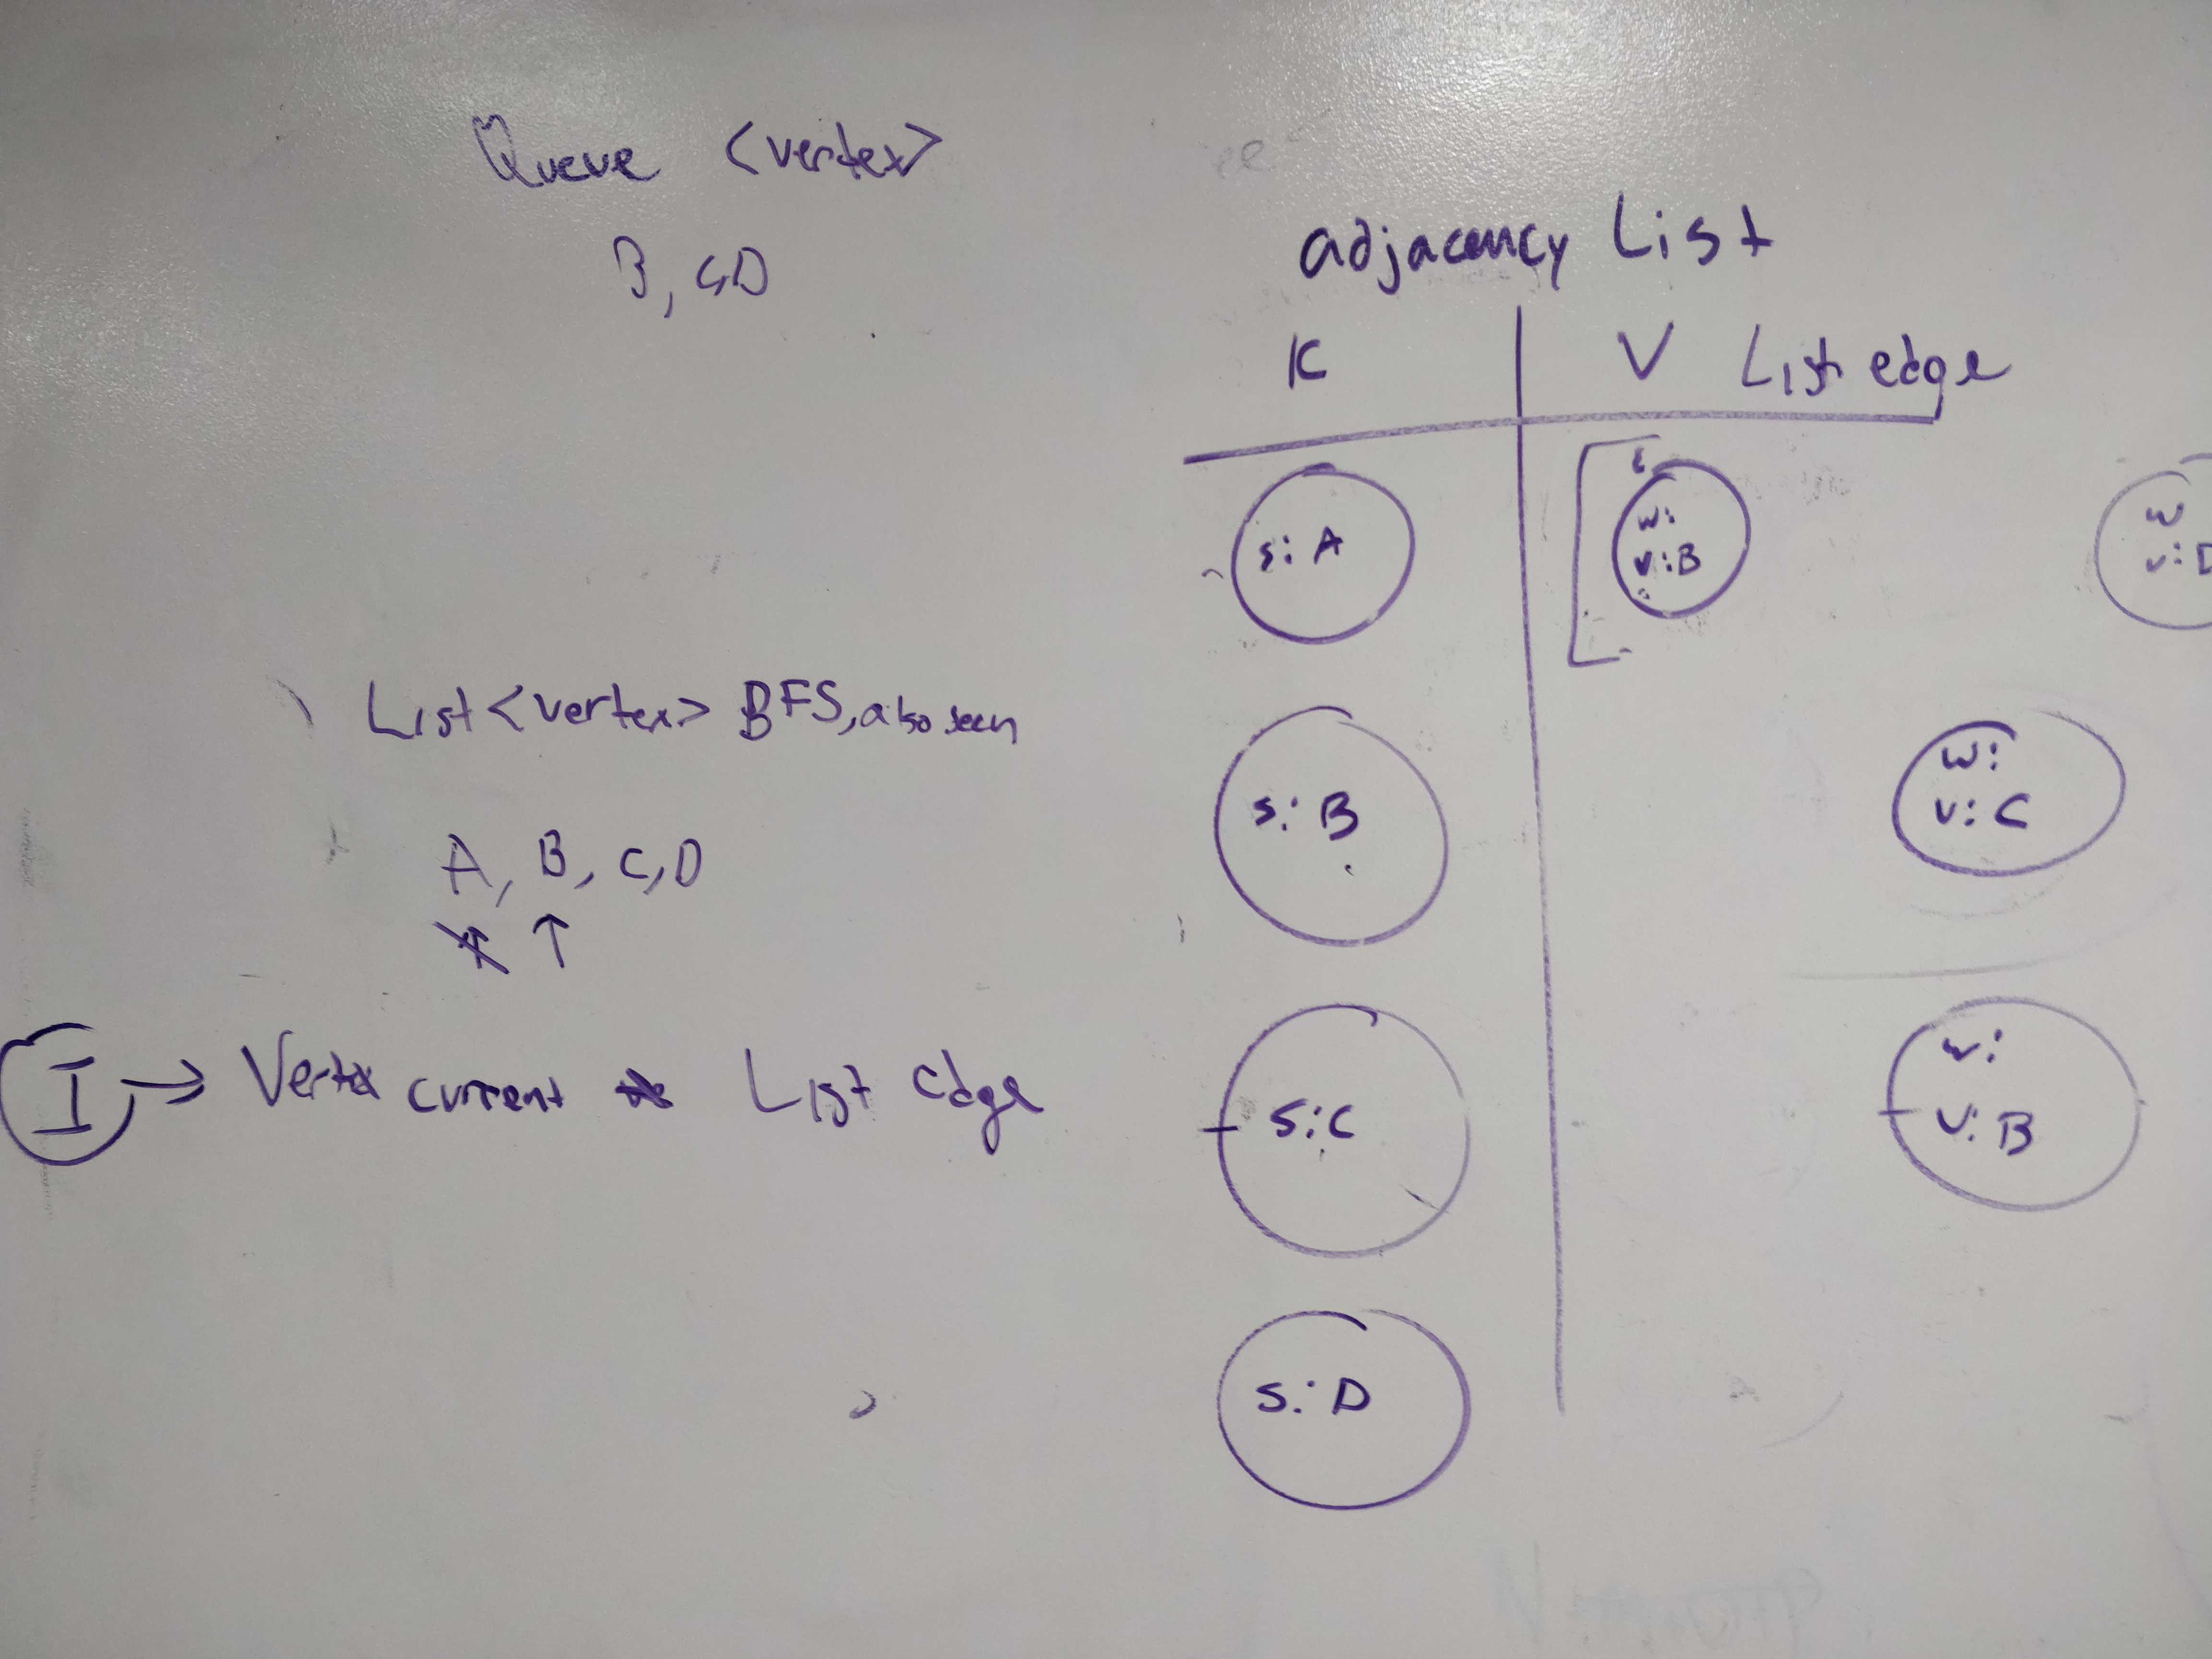 Queue <vertex>
B, C, D
List <vertex> BFS, also seen
A, B, C, D
↑ ↑
I → Vertex current List edge
adjacency List
K V List edge
s: A
w:
v: B
w
v: D
s: B
w:
v: C
s: C
w:
v: B
s: D